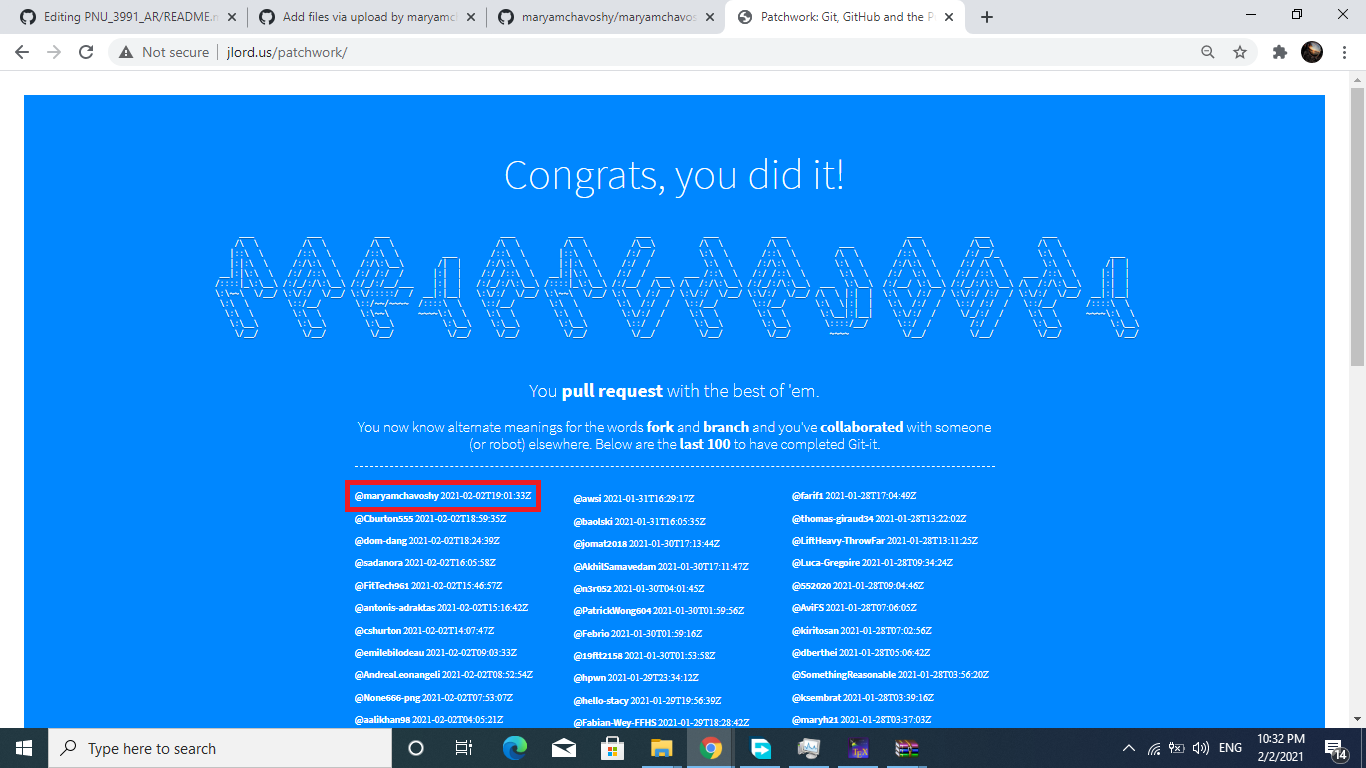 Editing PNU_3991_AR/README.m
Add files via upload by maryamc
maryamchavoshy/maryamchavos
Patchwork: Git, GitHub and the P
Not secure
jlord.us/patchwork/
Congrats, you did it!
You pull request with the best of 'em.
You now know alternate meanings for the words fork and branch and you've collaborated with someone
(or robot) elsewhere. Below are the last 100 to have completed Git-it.
@maryamchavoshy 2021-02-02T19:01:33Z
@Cburton555 2021-02-02T18:59:35Z
@dom-dang 2021-02-02T18:24:39Z
@sadanora 2021-02-02T16:05:58Z
@FitTech961 2021-02-02T15:46:57Z
@antonis-adraktas 2021-02-02T15:16:42Z
@cshurton 2021-02-02T14:07:47Z
@emilebilodeau 2021-02-02T09:03:33Z
@AndreaLeonangeli 2021-02-02T08:52:54Z
@None666-png 2021-02-02T07:53:07Z
@aalikhan98 2021-02-02T04:05:21Z
@awsi 2021-01-31T16:29:17Z
@baolski 2021-01-31T16:05:35Z
@jomat2018 2021-01-30T17:13:44Z
@AkhilSamavedam 2021-01-30T17:11:47Z
@n3r052 2021-01-30T04:01:45Z
@PatrickWong604 2021-01-30T01:59:56Z
@Febrio 2021-01-30T01:59:16Z
@19ftt2158 2021-01-30T01:53:58Z
@hpwn 2021-01-29T23:34:12Z
@hello-stacy 2021-01-29T19:56:39Z
@Fabian-Wey-FFHS 2021-01-29T18:28:42Z
@farif1 2021-01-28T17:04:49Z
@thomas-giraud34 2021-01-28T13:22:02Z
@LiftHeavy-ThrowFar 2021-01-28T13:11:25Z
@Luca-Gregoire 2021-01-28T09:34:24Z
@552020 2021-01-28T09:04:46Z
@AviFS 2021-01-28T07:06:05Z
@kiritosan 2021-01-28T07:02:56Z
@dberthei 2021-01-28T05:06:42Z
@SomethingReasonable 2021-01-28T03:56:20Z
@ksembrat 2021-01-28T03:39:16Z
@maryh21 2021-01-28T03:37:03Z
Type here to search
ENG
10:32 PM
2/2/2021
14